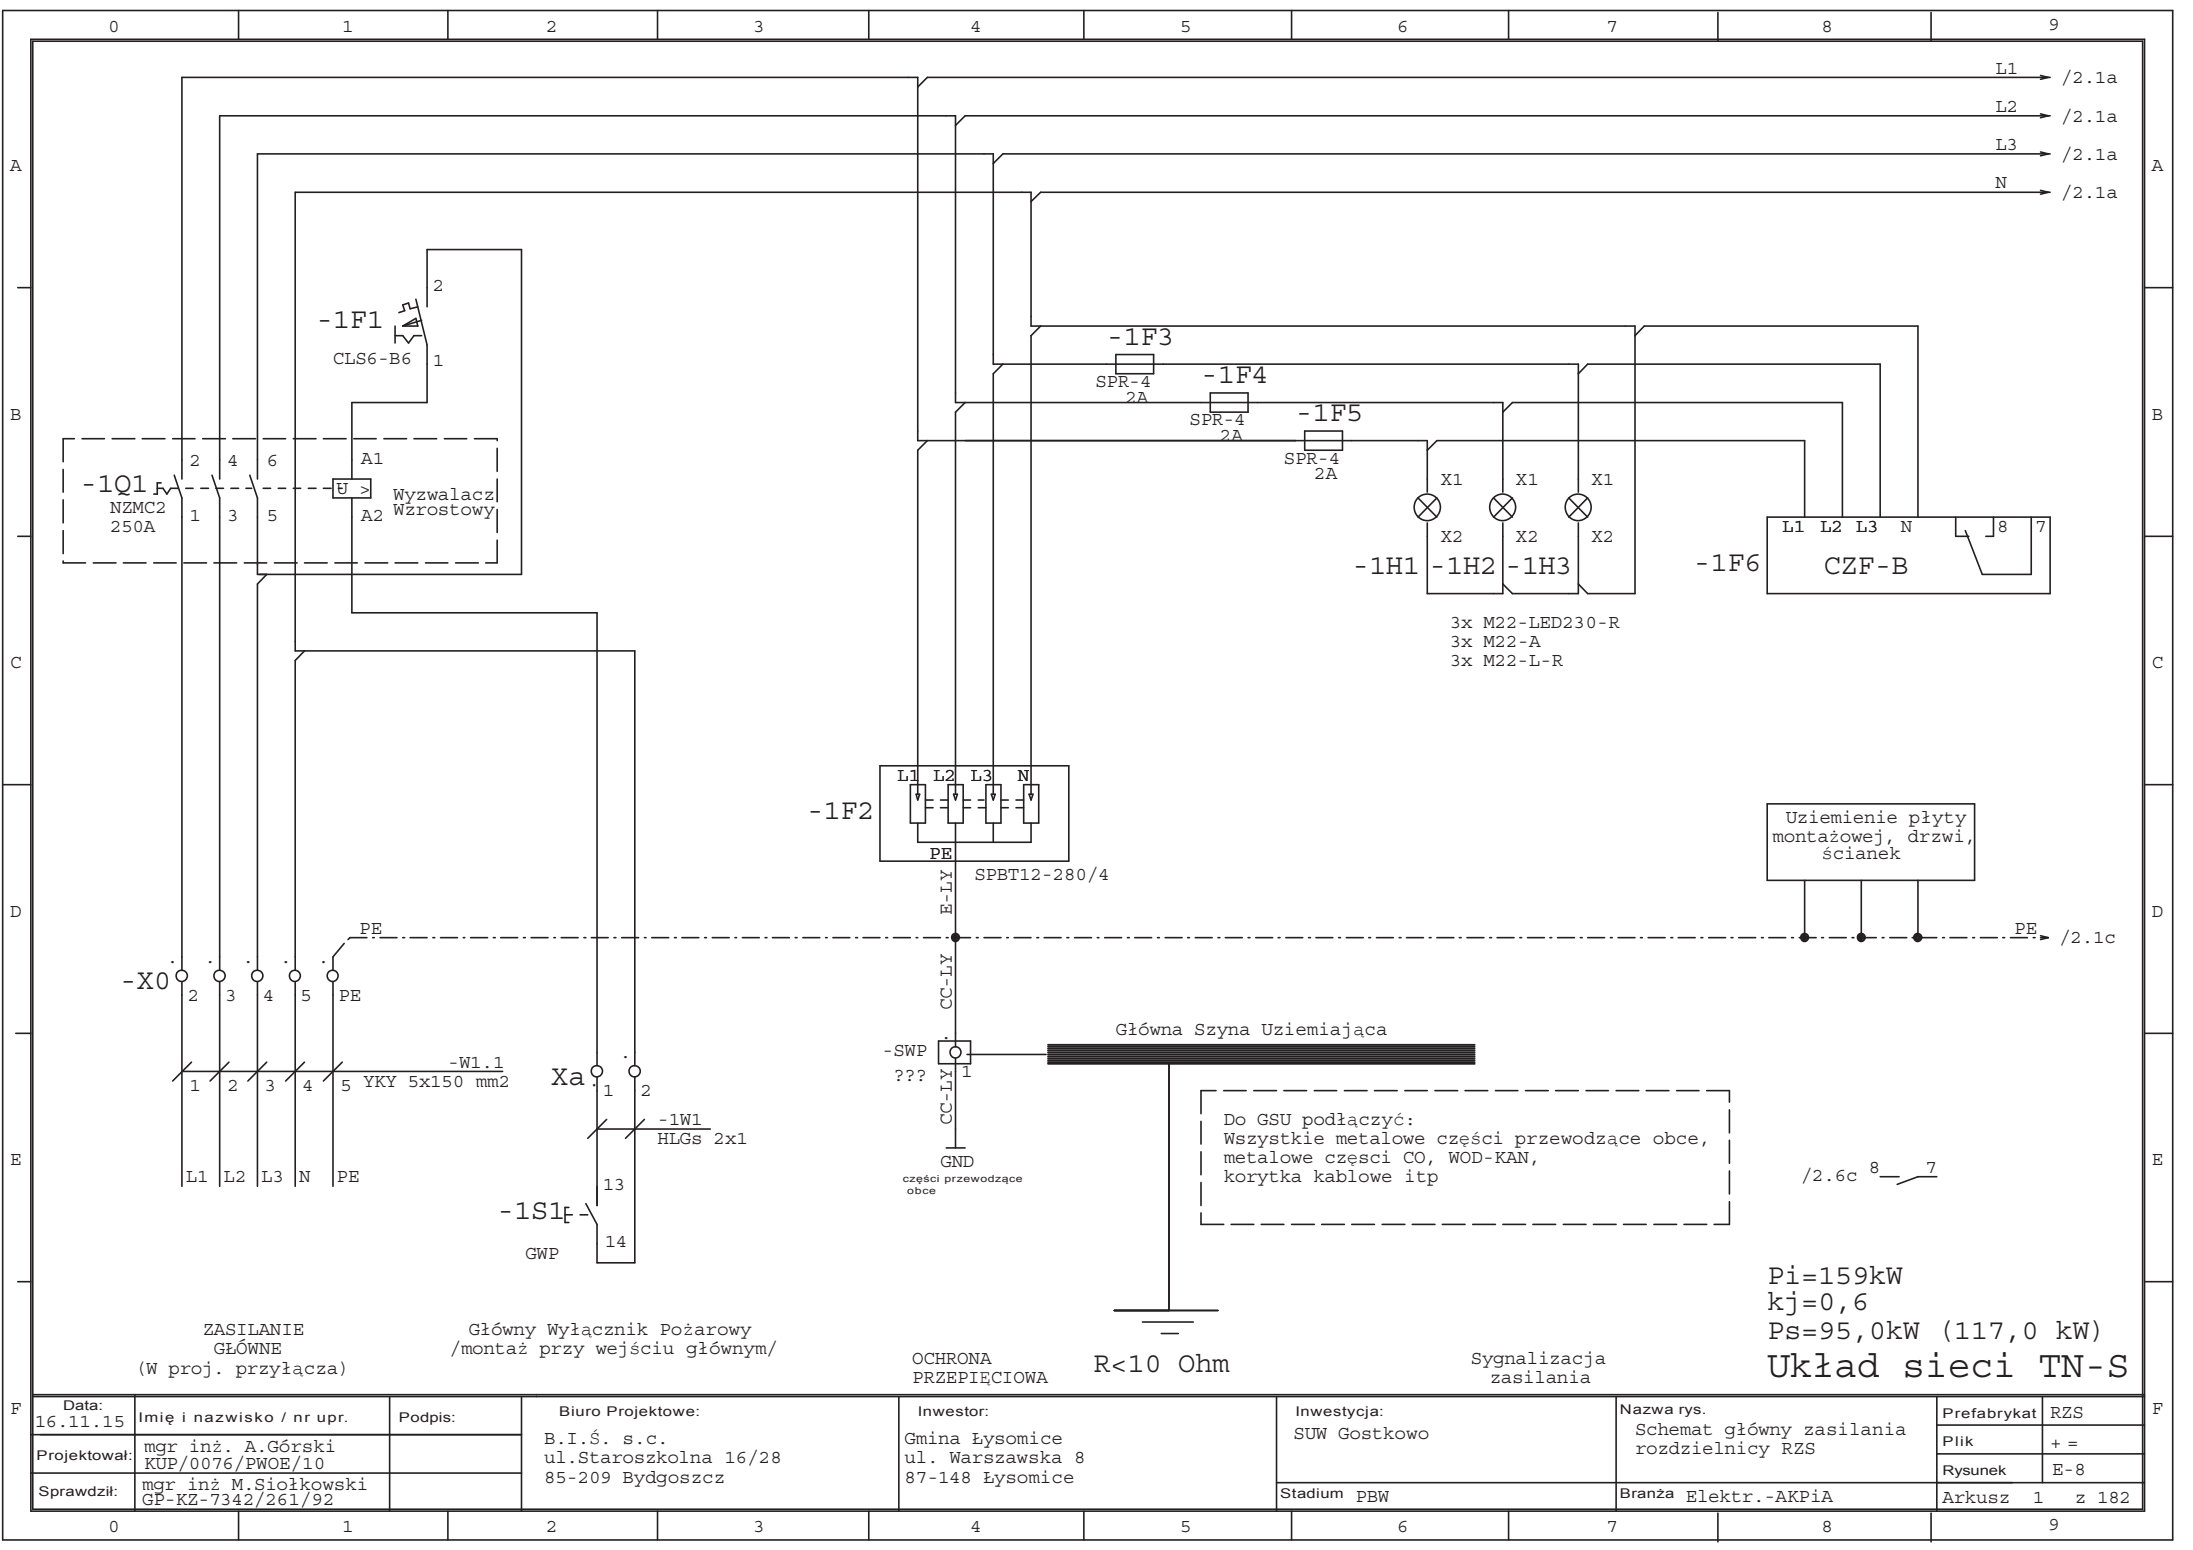 0 1 2 3 4 5 6 7 8 9
L1 /2.1a
L2 /2.1a
L3 /2.1a
N /2.1a
A A
2
-1F1
CLS6-B6
1
-1F3
SPR-4
2A
-1F4
SPR-4
2A
-1F5
SPR-4
2A
B B
-1Q1
NZMC2
250A
2 4 6 A1
U >
1 3 5 A2
Wyzwalacz
Wzrostowy
X1 X1 X1
X2 X2 X2
-1H1 -1H2 -1H3
3x M22-LED230-R
3x M22-A
3x M22-L-R
L1 L2 L3 N 8 7
-1F6 CZF-B
C C
L1 L2 L3 N
-1F2
PE
SPBT12-280/4
E-LY
Uziemienie płyty
montażowej, drzwi,
ścianek
D D
PE
PE /2.1c
-X0
2 3 4 5 PE
CC-LY
Główna Szyna Uziemiająca
-SWP
???
1
CC-LY
GND
części przewodzące
obce
-W1.1
YKY 5x150 mm2
1 2 3 4 5
Xa
1 2
-1W1
HLGs 2x1
Do GSU podłączyć:
Wszystkie metalowe części przewodzące obce,
metalowe częsci CO, WOD-KAN,
korytka kablowe itp
E E
L1 L2 L3 N PE
13
-1S1
14
GWP
/2.6c 8 7
Pi=159kW
kj=0,6
Ps=95,0kW (117,0 kW)
Układ sieci TN-S
ZASILANIE
GŁÓWNE
(W proj. przyłącza)
Główny Wyłącznik Pożarowy
/montaż przy wejściu głównym/
OCHRONA
PRZEPIĘCIOWA
R<10 Ohm
Sygnalizacja
zasilania
F F
Data:
16.11.15
Imię i nazwisko / nr upr.
Podpis:
Projektował:
mgr inż. A.Górski
KUP/0076/PWOE/10
Sprawdził:
mgr inż M.Siołkowski
GP-KZ-7342/261/92
Biuro Projektowe:
B.I.Ś. s.c.
ul.Staroszkolna 16/28
85-209 Bydgoszcz
Inwestor:
Gmina Łysomice
ul. Warszawska 8
87-148 Łysomice
Inwestycja:
SUW Gostkowo
Stadium PBW
Nazwa rys.
Schemat główny zasilania
rozdzielnicy RZS
Branża Elektr.-AKPiA
Prefabrykat RZS
Plik + =
Rysunek E-8
Arkusz 1 z 182
0 1 2 3 4 5 6 7 8 9